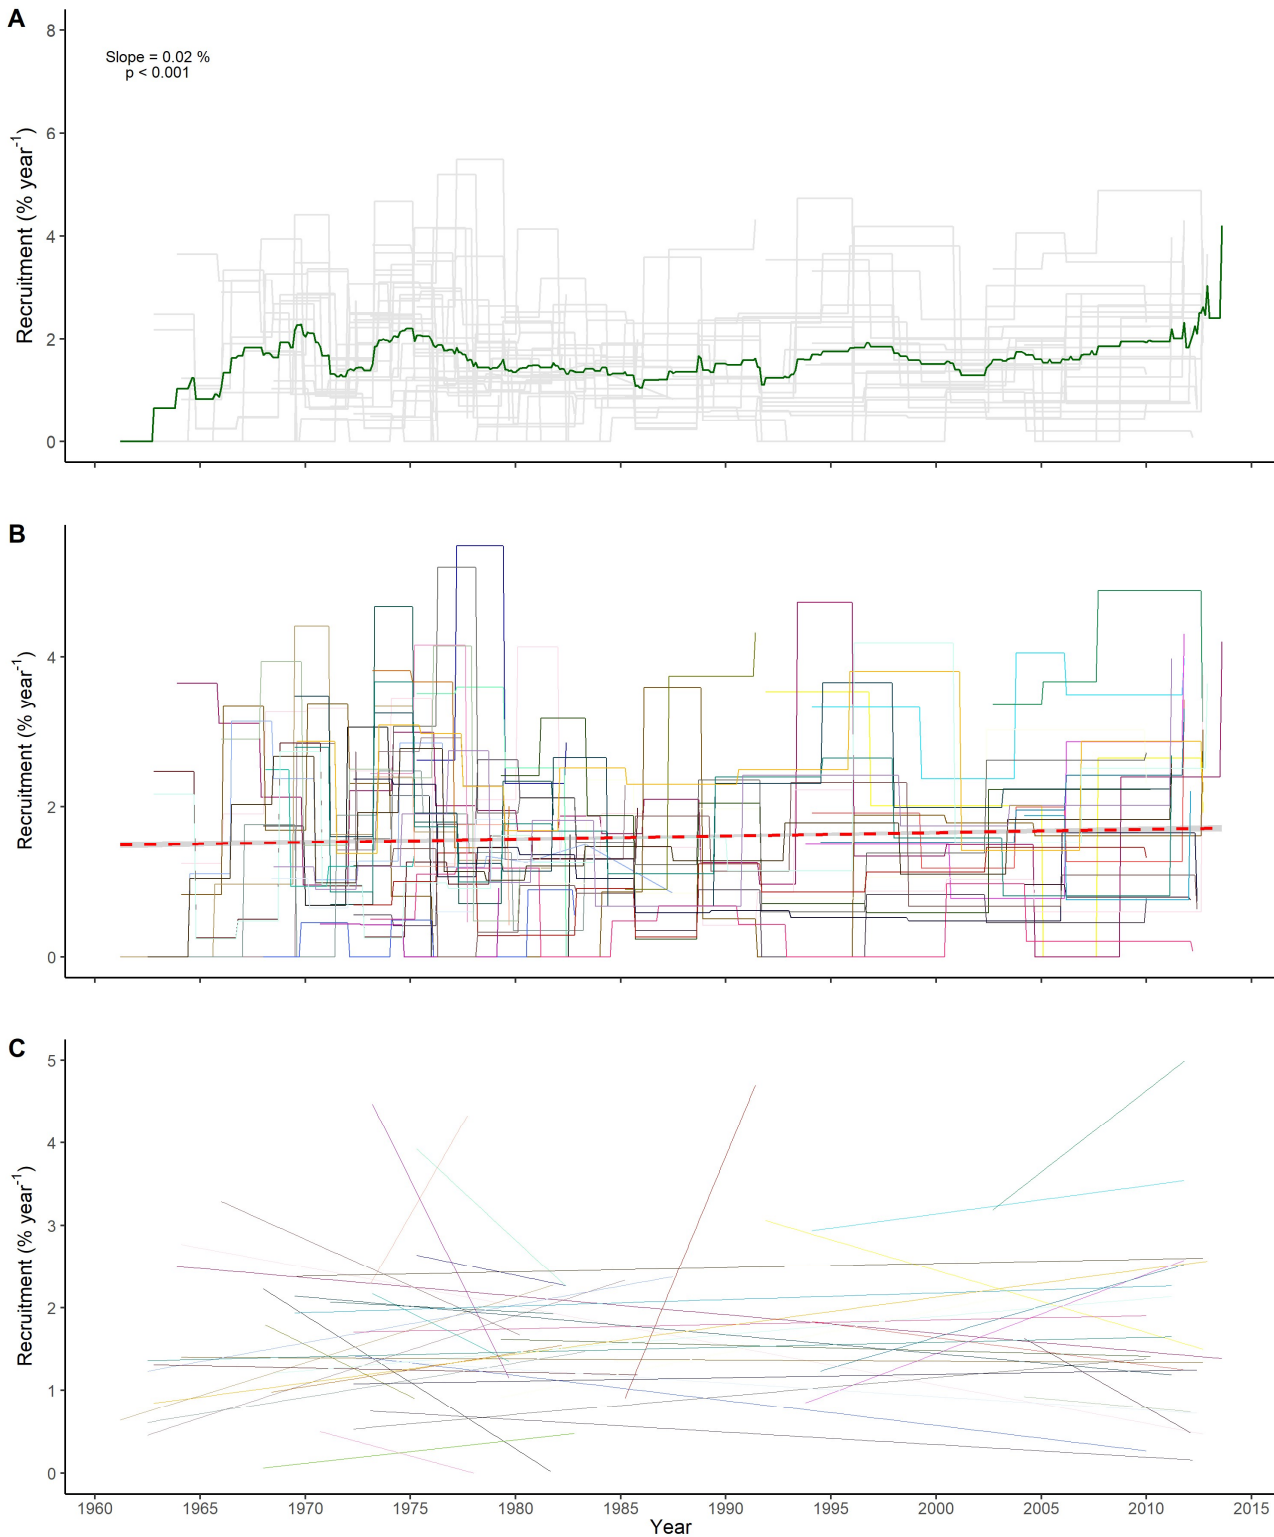 A
8
Slope = 0.02 %
p < 0.001
6
4
2
0
Recruitment (% year⁻¹)
B
4
2
0
Recruitment (% year⁻¹)
C
5
4
3
2
1
0
Recruitment (% year⁻¹)
1960 1965 1970 1975 1980 1985 1990 1995 2000 2005 2010 2015
Year